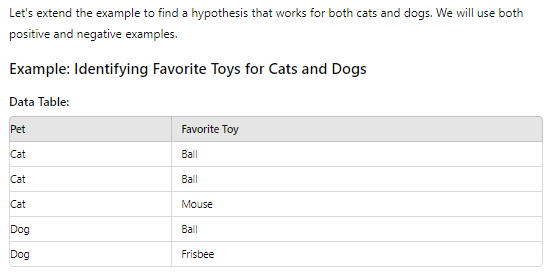 Let's extend the example to find a hypothesis that works for both cats and dogs. We will use both
positive and negative examples.
Example: Identifying Favorite Toys for Cats and Dogs
Data Table:
Pet Favorite Toy
Cat Ball
Cat Ball
Cat Mouse
Dog Ball
Dog Frisbee